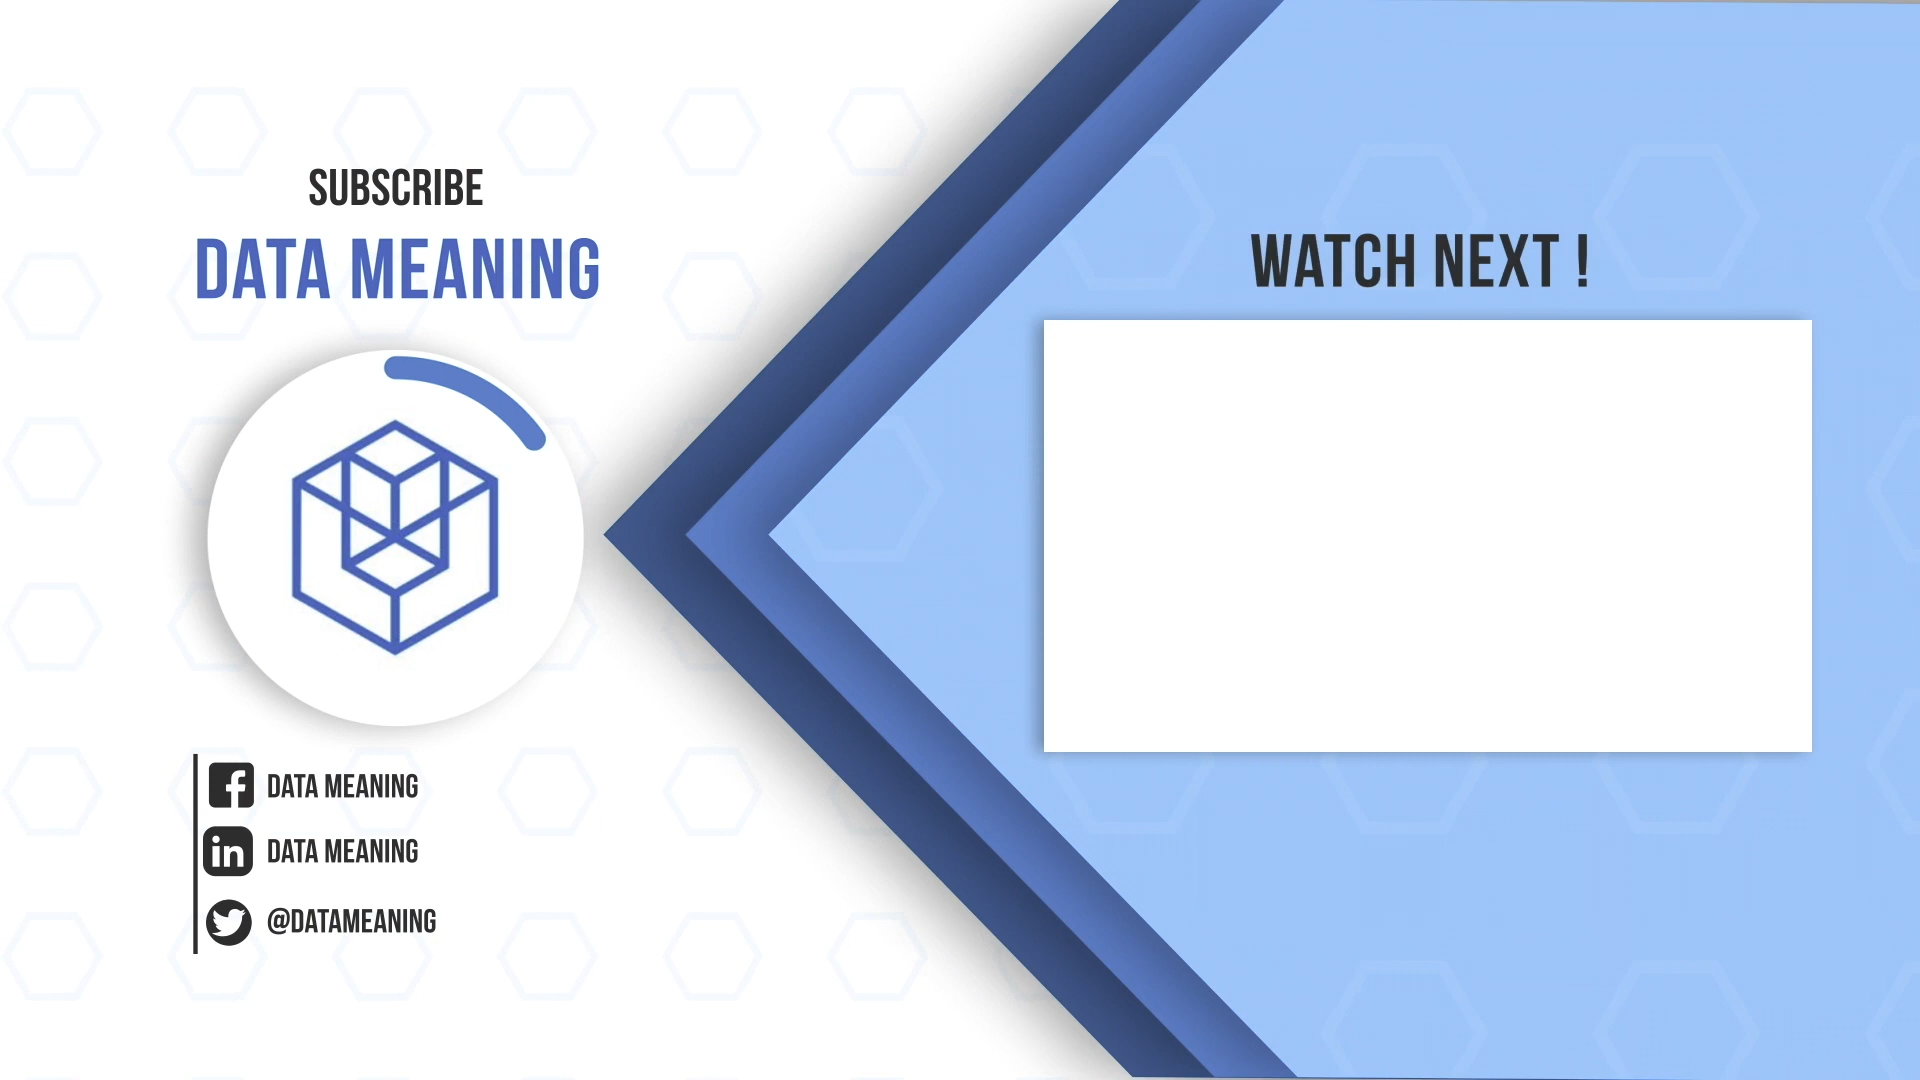 SUBSCRIBE
DATA MEANING
DATA MEANING
DATA MEANING
@DATAMEANING
WATCH NEXT !